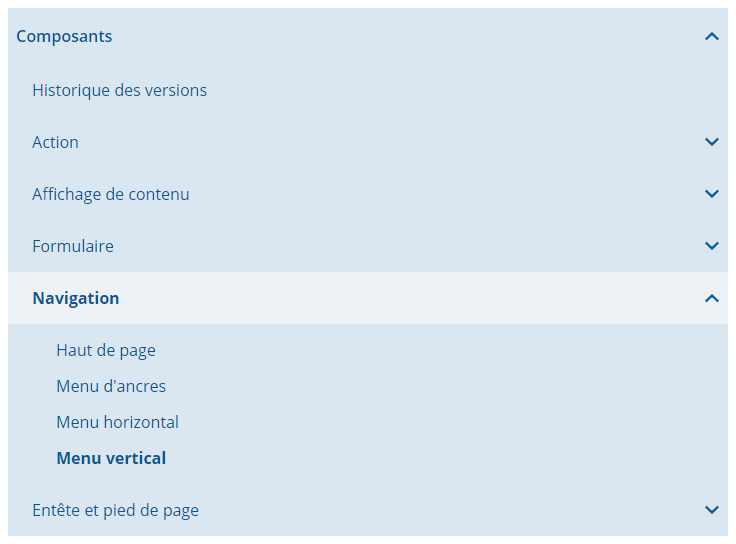 Composants
Historique des versions
Action
Affichage de contenu
Formulaire
Navigation
Haut de page
Menu d'ancres
Menu horizontal
Menu vertical
Entête et pied de page